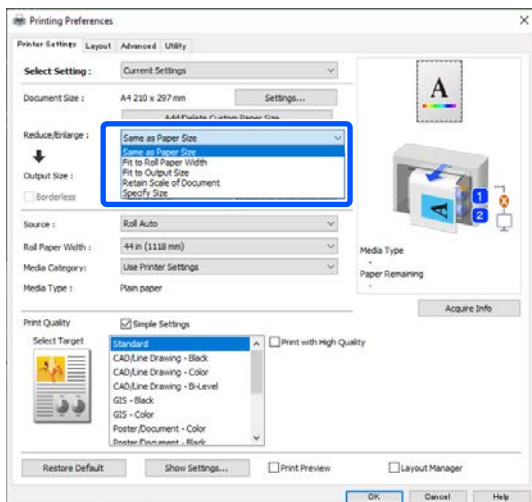 Printing Preferences
Printer Settings Layout Advanced Utility
Select Setting : Current Settings
Document Size : A4 210 x 297 mm Settings...
Add/Delete Custom Paper Size...
Reduce/Enlarge : Same as Paper Size
Same as Paper Size
Fit to Roll Paper Width
Fit to Output Size
Output Size :
Retain Scale of Document
Specify Size
Borderless
A
1
2
Source : Roll Auto
Roll Paper Width : 44 in (1118 mm)
Media Category: Use Printer Settings
Media Type : Plain paper
Media Type
-
Paper Remaining
-
Acquire Info
Print Quality Simple Settings
Select Target
Standard
CAD/Line Drawing - Black
CAD/Line Drawing - Color
CAD/Line Drawing - Bi-Level
GIS - Black
GIS - Color
Poster/Document - Color
Poster/Document - Black
Print with High Quality
Restore Default Show Settings... Print Preview Layout Manager
OK Cancel Help